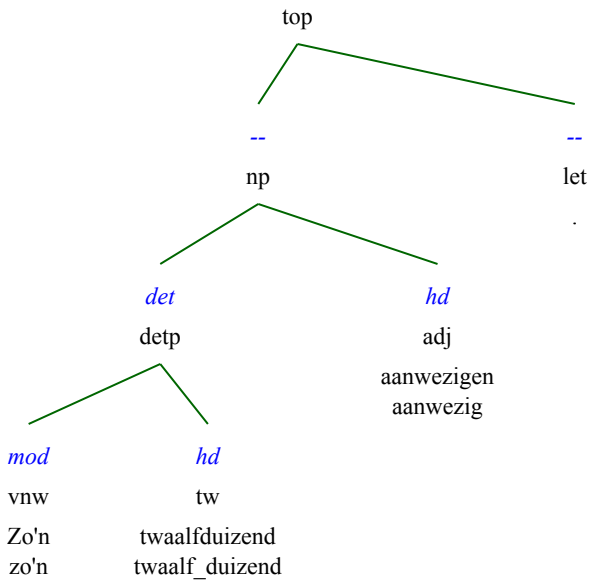 top
-- --
np let
.
det hd
detp adj
aanwezigen
aanwezig
mod hd
vnw tw
Zo'n twaalfduizend
zo'n twaalf_duizend